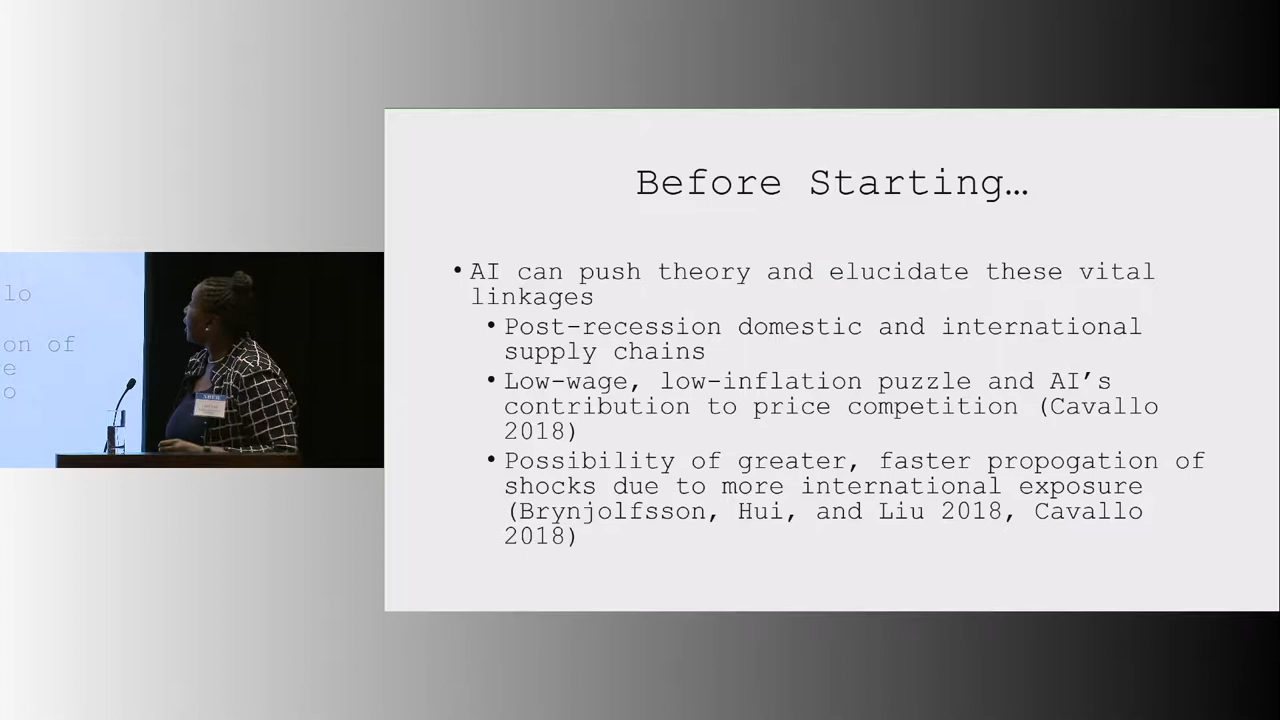 Before Starting…
• AI can push theory and elucidate these vital
linkages
• Post-recession domestic and international
supply chains
• Low-wage, low-inflation puzzle and AI’s
contribution to price competition (Cavallo
2018)
• Possibility of greater, faster propogation of
shocks due to more international exposure
(Brynjolfsson, Hui, and Liu 2018, Cavallo
2018)
lo
on of
e
o